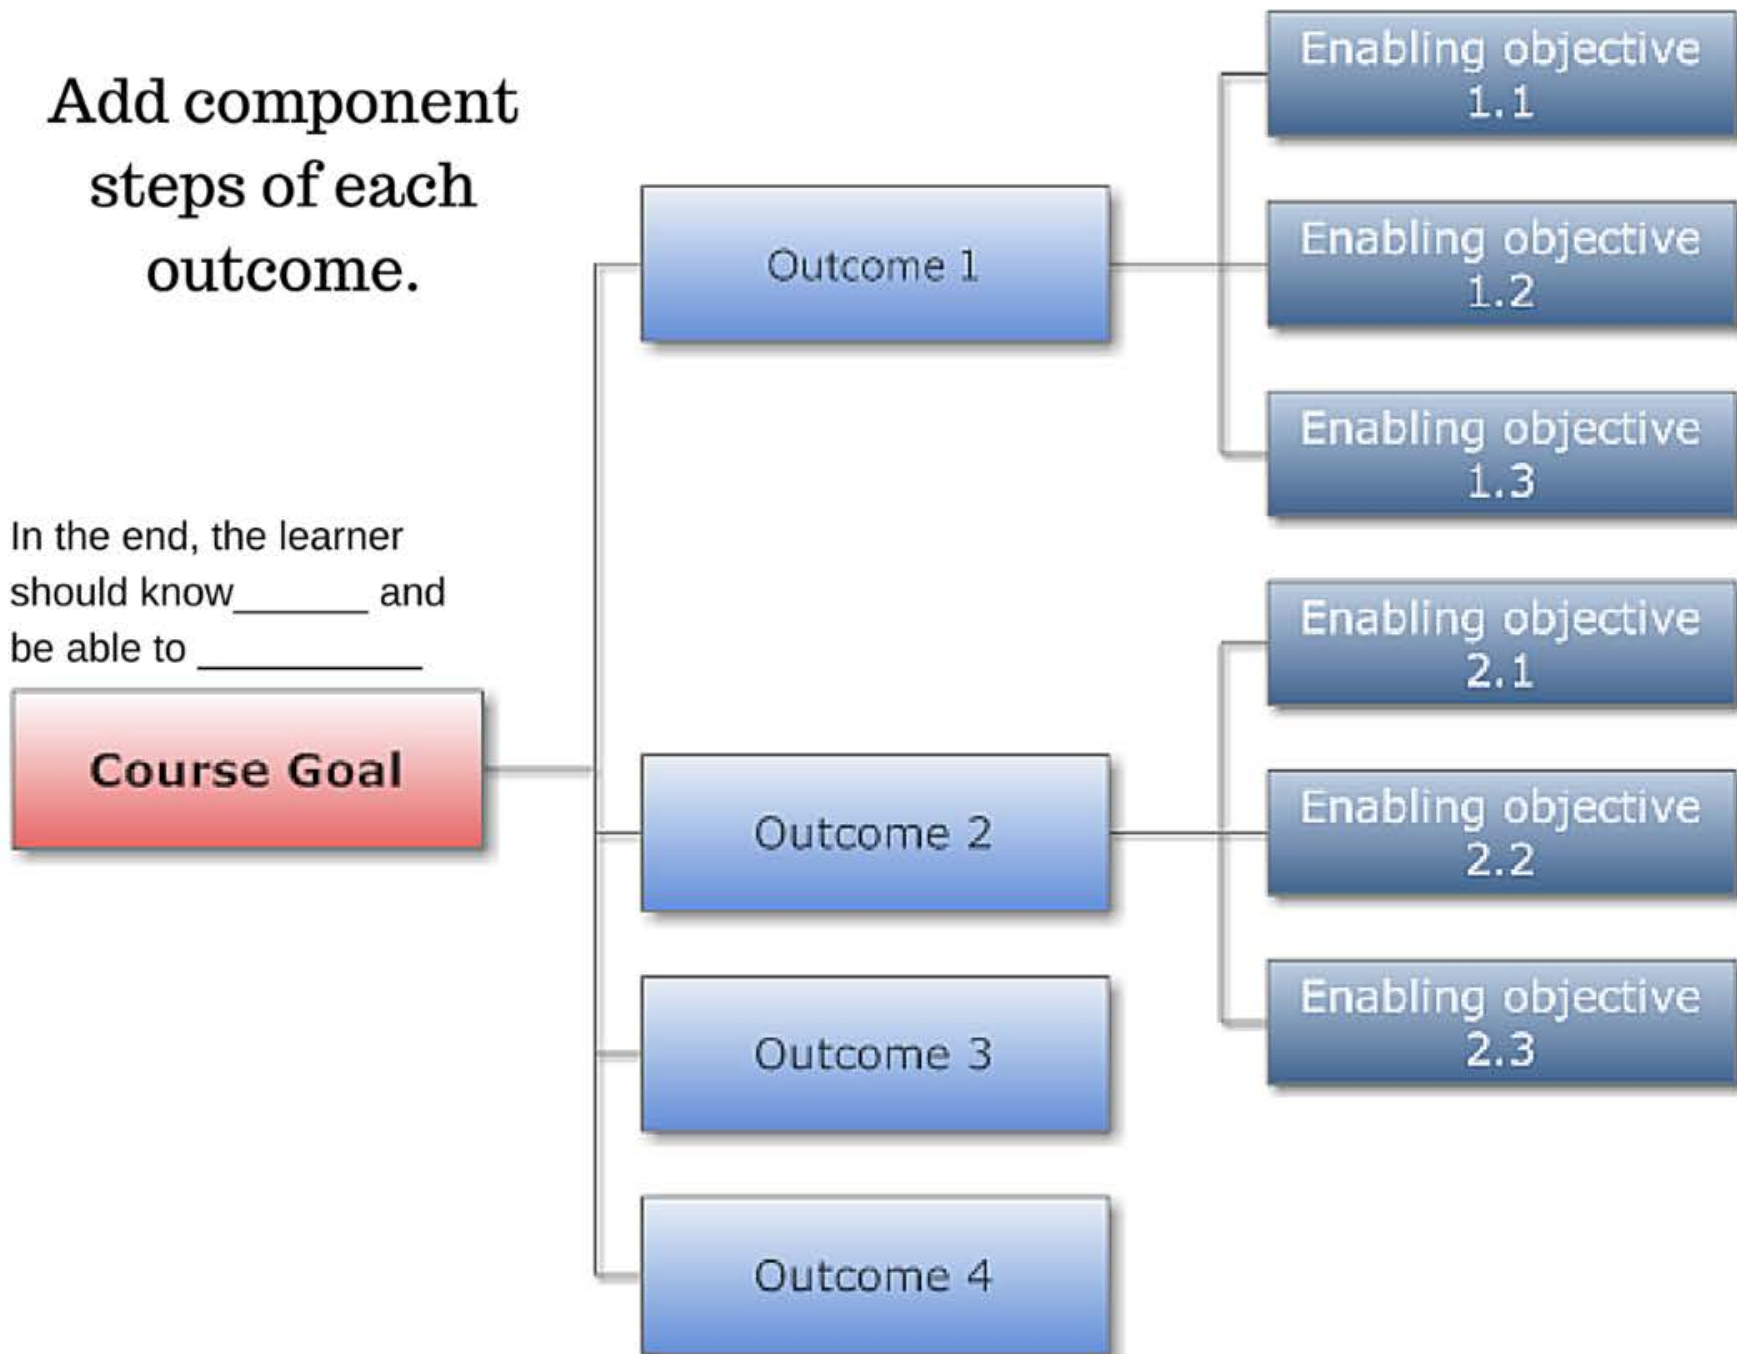 Add component
steps of each
outcome.
In the end, the learner
should know______ and
be able to __________
Course Goal
Outcome 1
Enabling objective
1.1
Enabling objective
1.2
Enabling objective
1.3
Outcome 2
Enabling objective
2.1
Enabling objective
2.2
Enabling objective
2.3
Outcome 3
Outcome 4